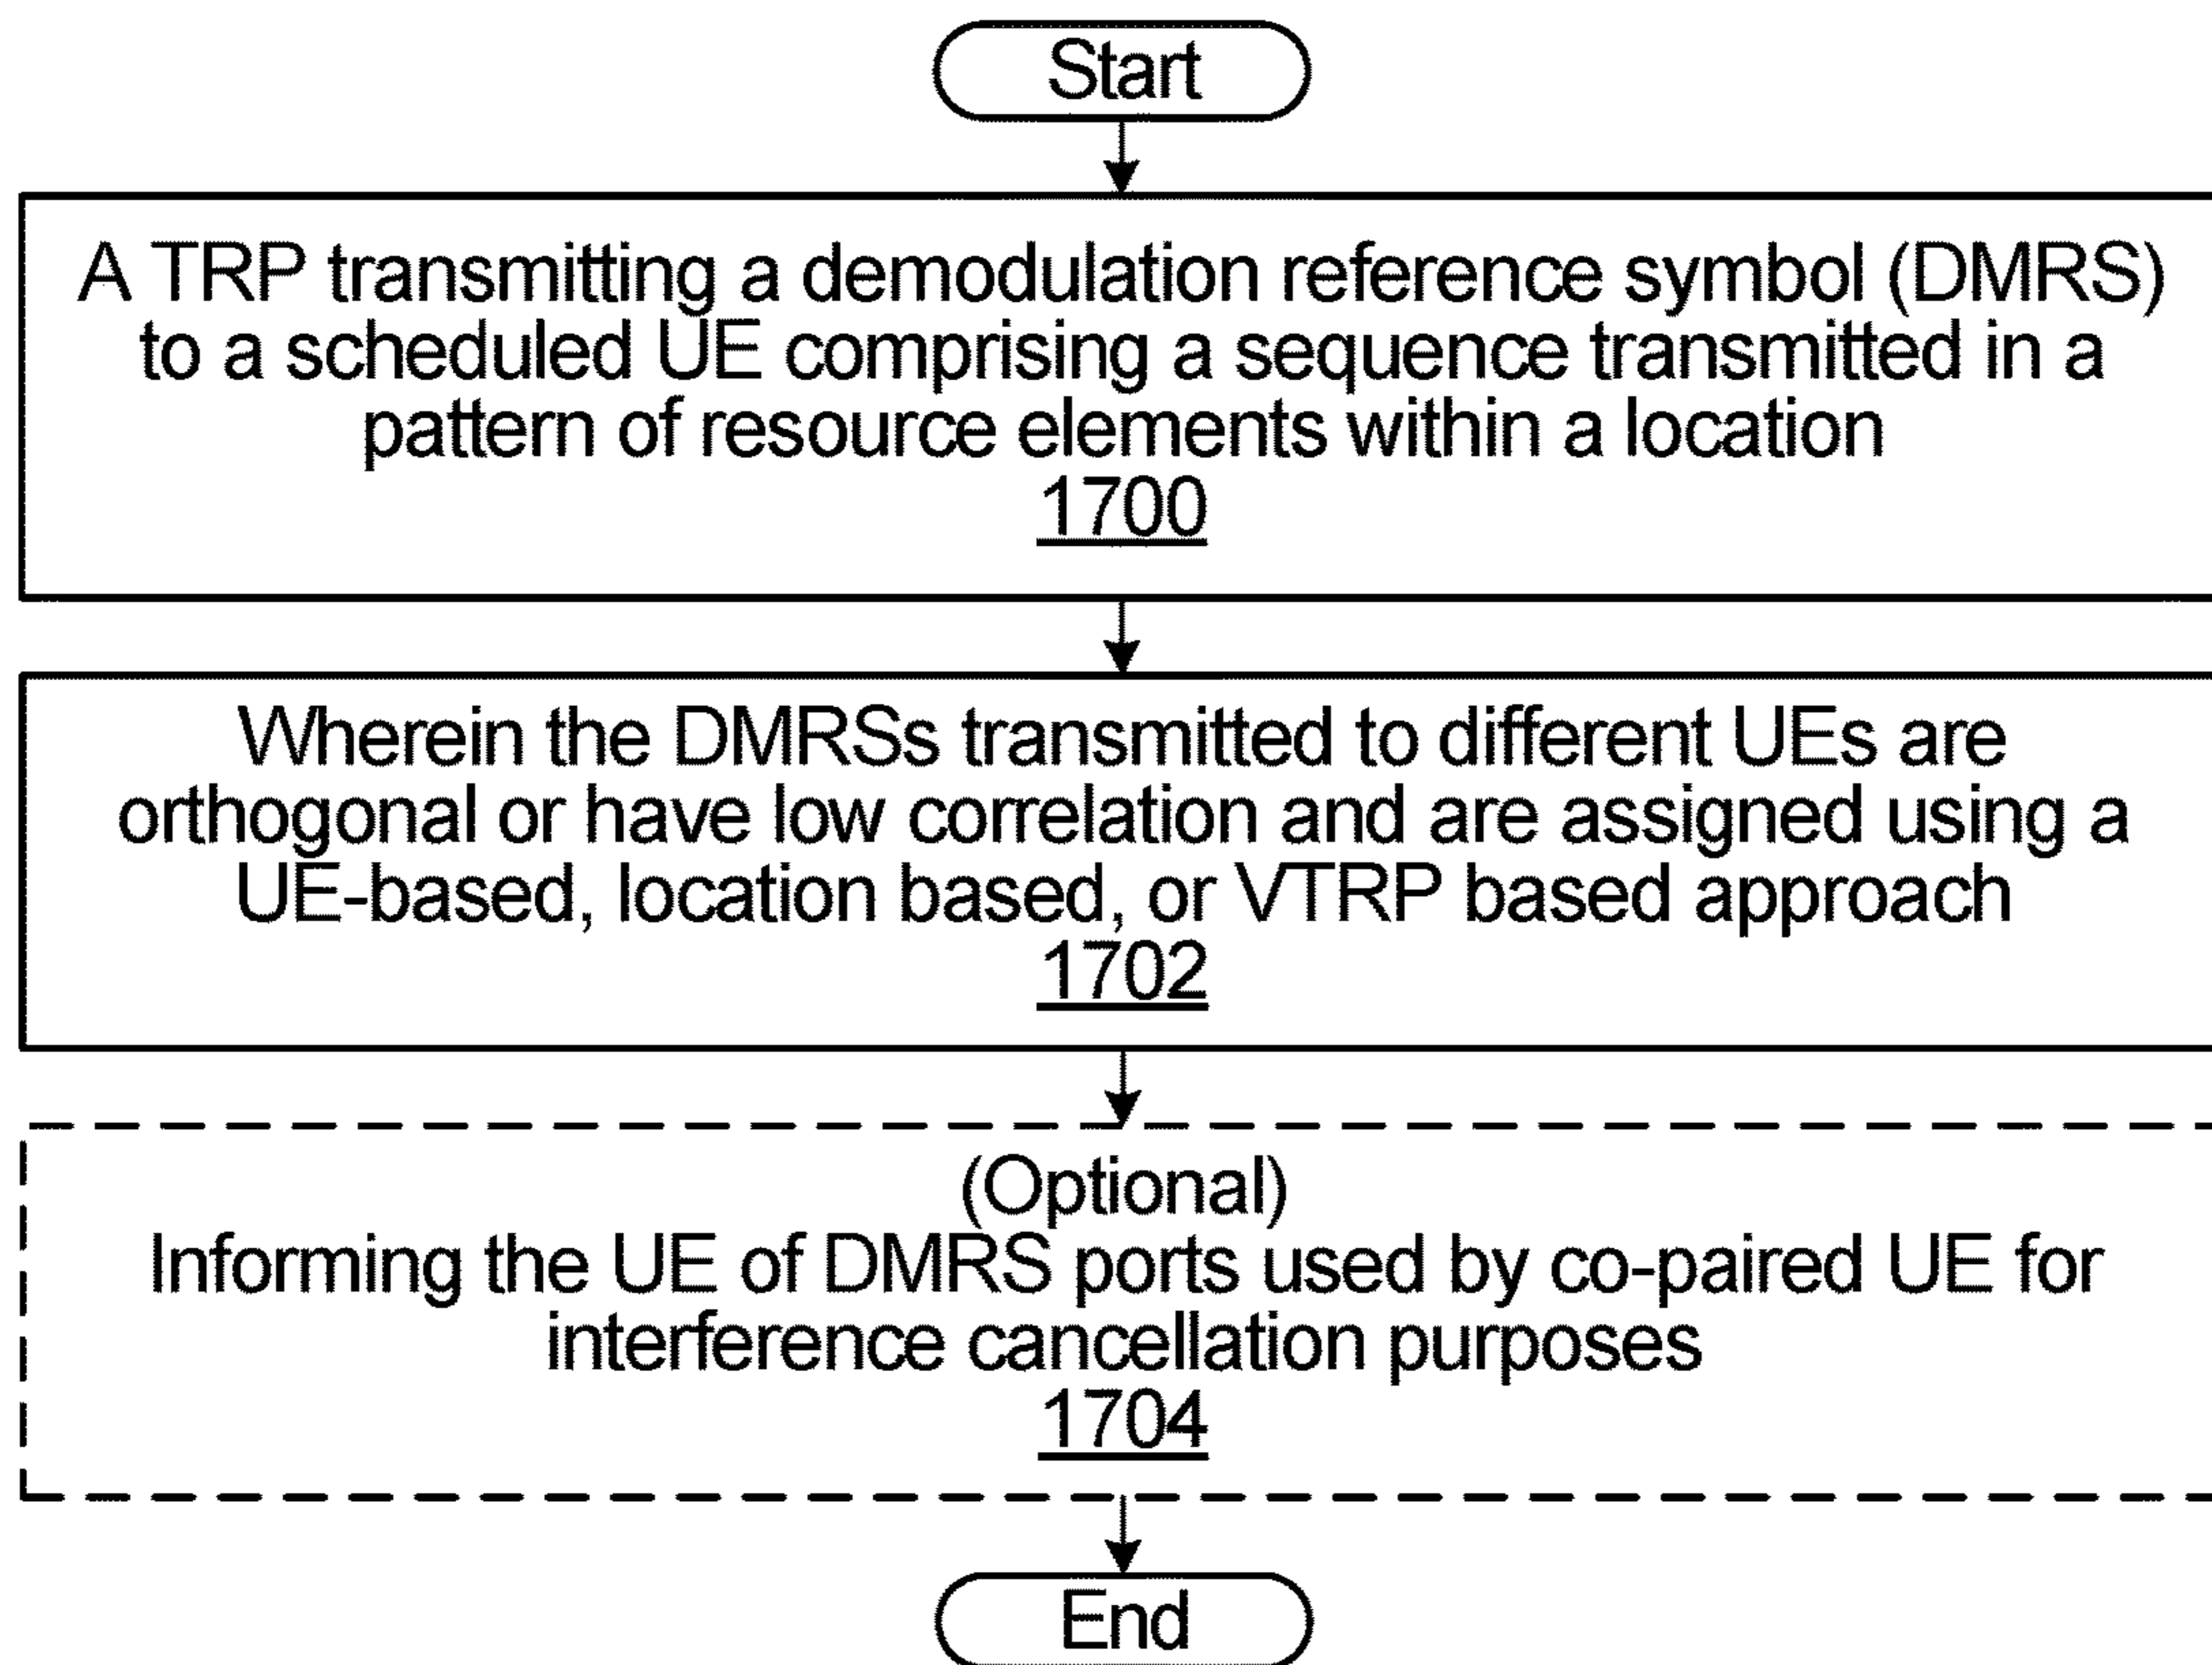 Start
A TRP transmitting a demodulation reference symbol (DMRS)
to a scheduled UE comprising a sequence transmitted in a
pattern of resource elements within a location
1700
Wherein the DMRSs transmitted to different UEs are
orthogonal or have low correlation and are assigned using a
UE-based, location based, or VTRP based approach
1702
(Optional)
Informing the UE of DMRS ports used by co-paired UE for
interference cancellation purposes
1704
End